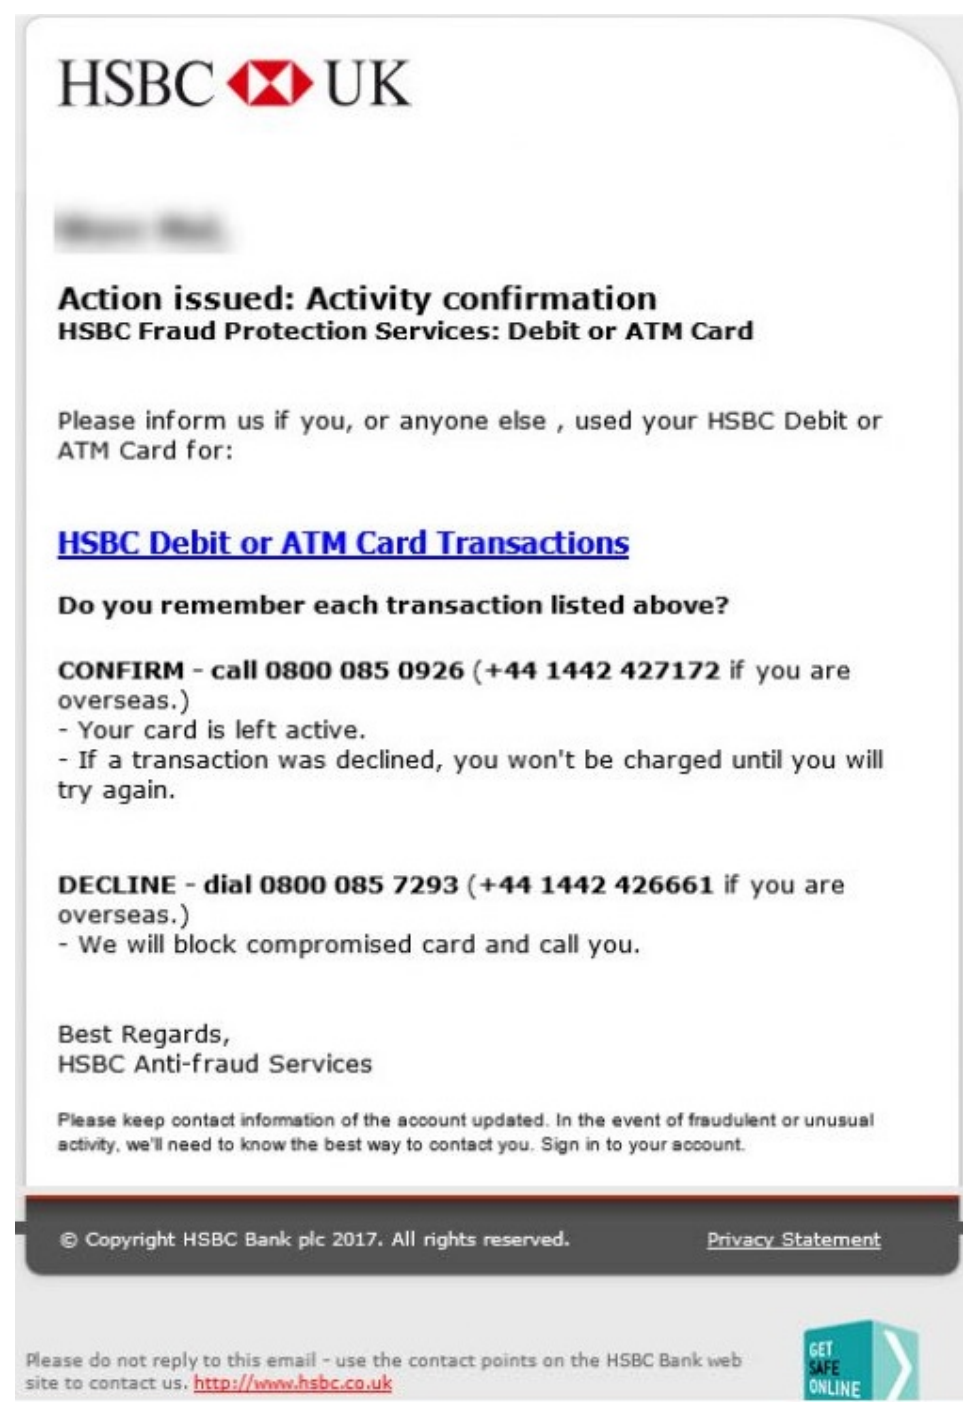 HSBC UK
Action issued: Activity confirmation
HSBC Fraud Protection Services: Debit or ATM Card
Please inform us if you, or anyone else , used your HSBC Debit or
ATM Card for:
HSBC Debit or ATM Card Transactions
Do you remember each transaction listed above?
CONFIRM - call 0800 085 0926 (+44 1442 427172 if you are
overseas.)
- Your card is left active.
- If a transaction was declined, you won't be charged until you will
try again.
DECLINE - dial 0800 085 7293 (+44 1442 426661 if you are
overseas.)
- We will block compromised card and call you.
Best Regards,
HSBC Anti-fraud Services
Please keep contact information of the account updated. In the event of fraudulent or unusual
activity, we'll need to know the best way to contact you. Sign in to your account.
© Copyright HSBC Bank plc 2017. All rights reserved. Privacy Statement
Please do not reply to this email - use the contact points on the HSBC Bank web
site to contact us. http://www.hsbc.co.uk
GET
SAFE
ONLINE